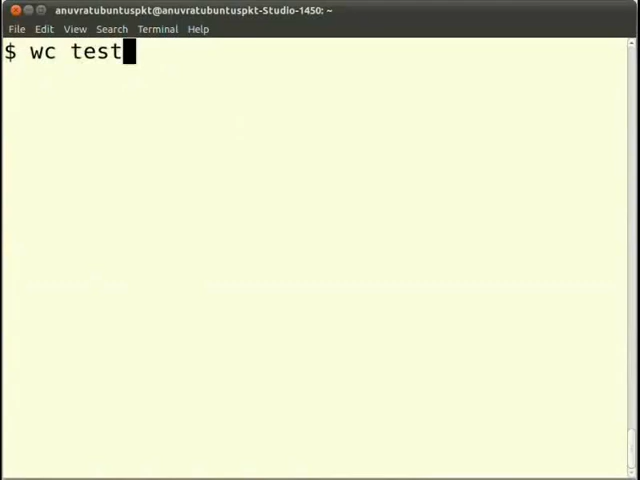 anuvratubuntuspkt@anuvratubuntuspkt-Studio-1450: ~
File Edit View Search Terminal Help
$ wc test